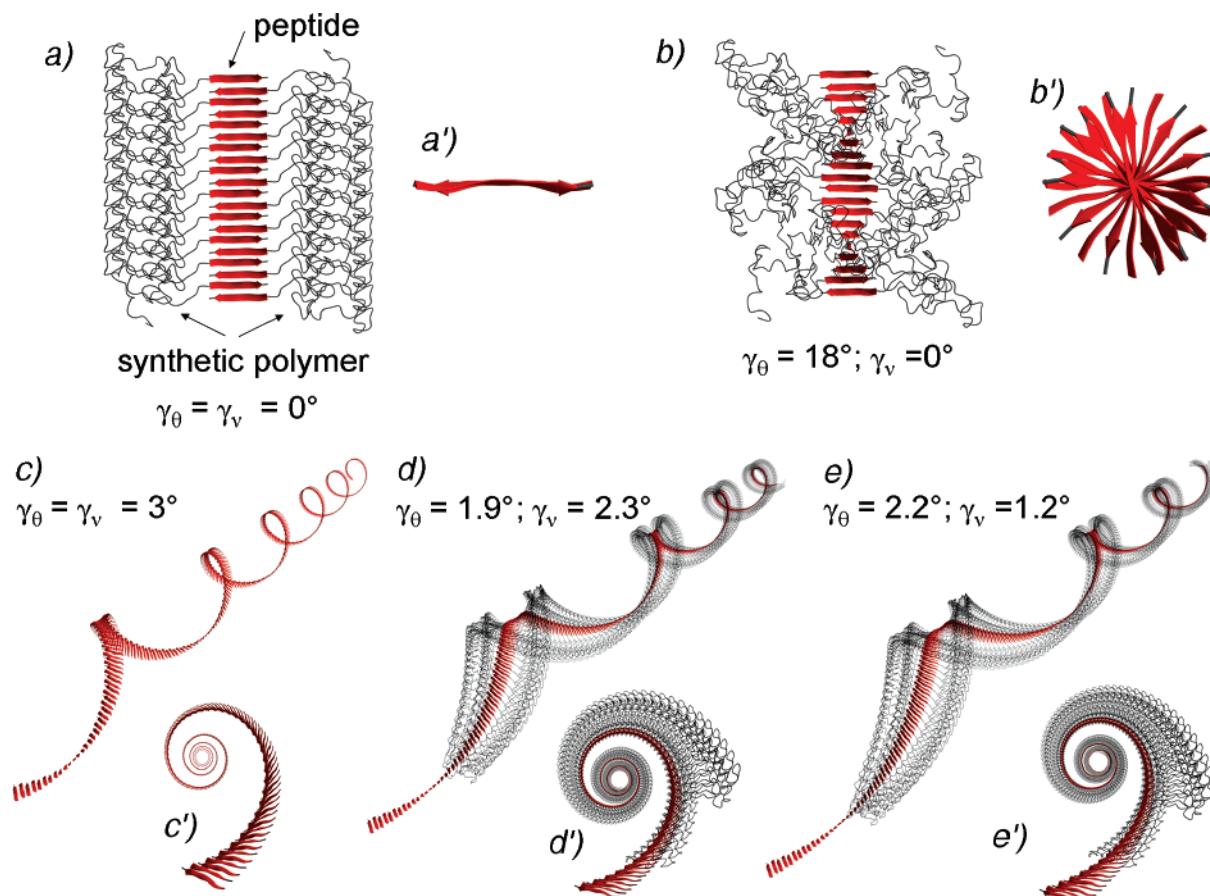 peptide
a)
b)
a')
b')
synthetic polymer
γθ = γν = 0°
γθ = 18°; γν =0°
c)
γθ = γν = 3°
d)
γθ = 1.9°; γν = 2.3°
e)
γθ = 2.2°; γν =1.2°
c')
d')
e')